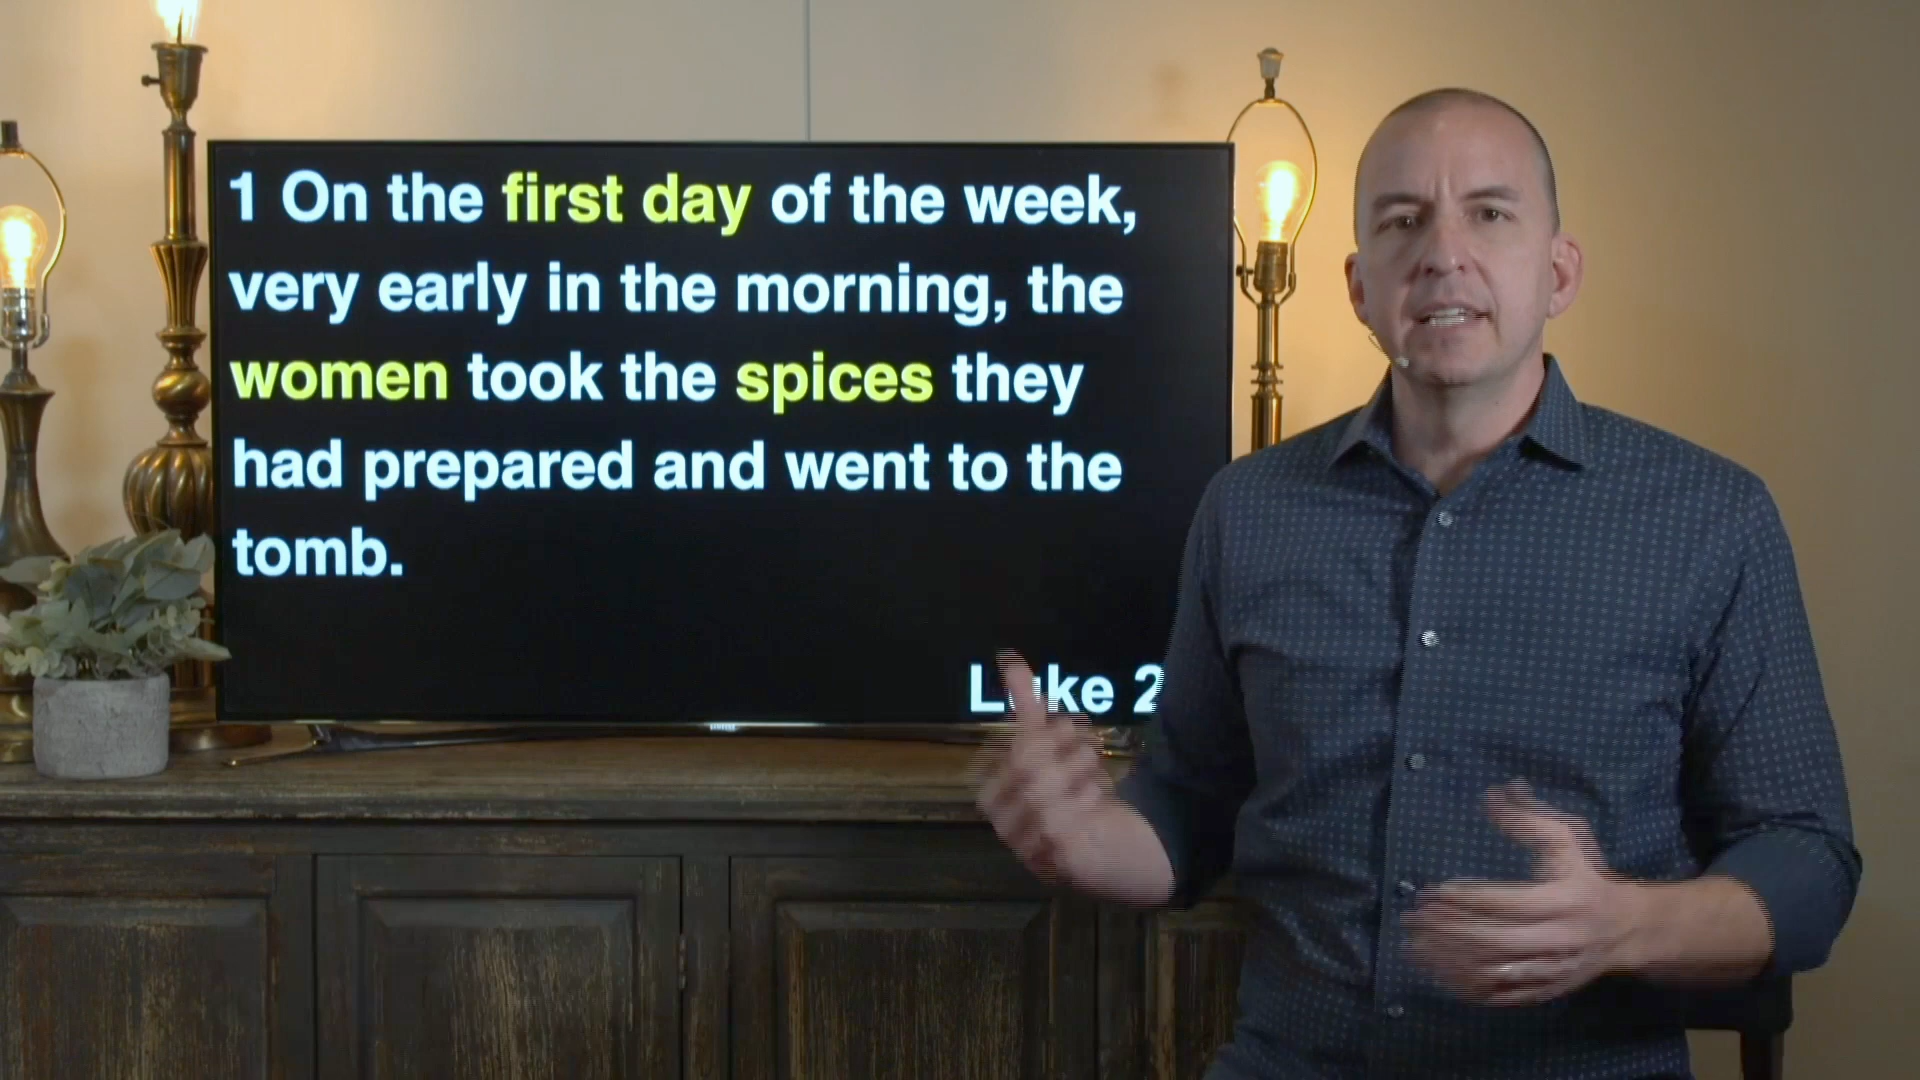 1 On the first day of the week,
very early in the morning, the
women took the spices they
had prepared and went to the
tomb.